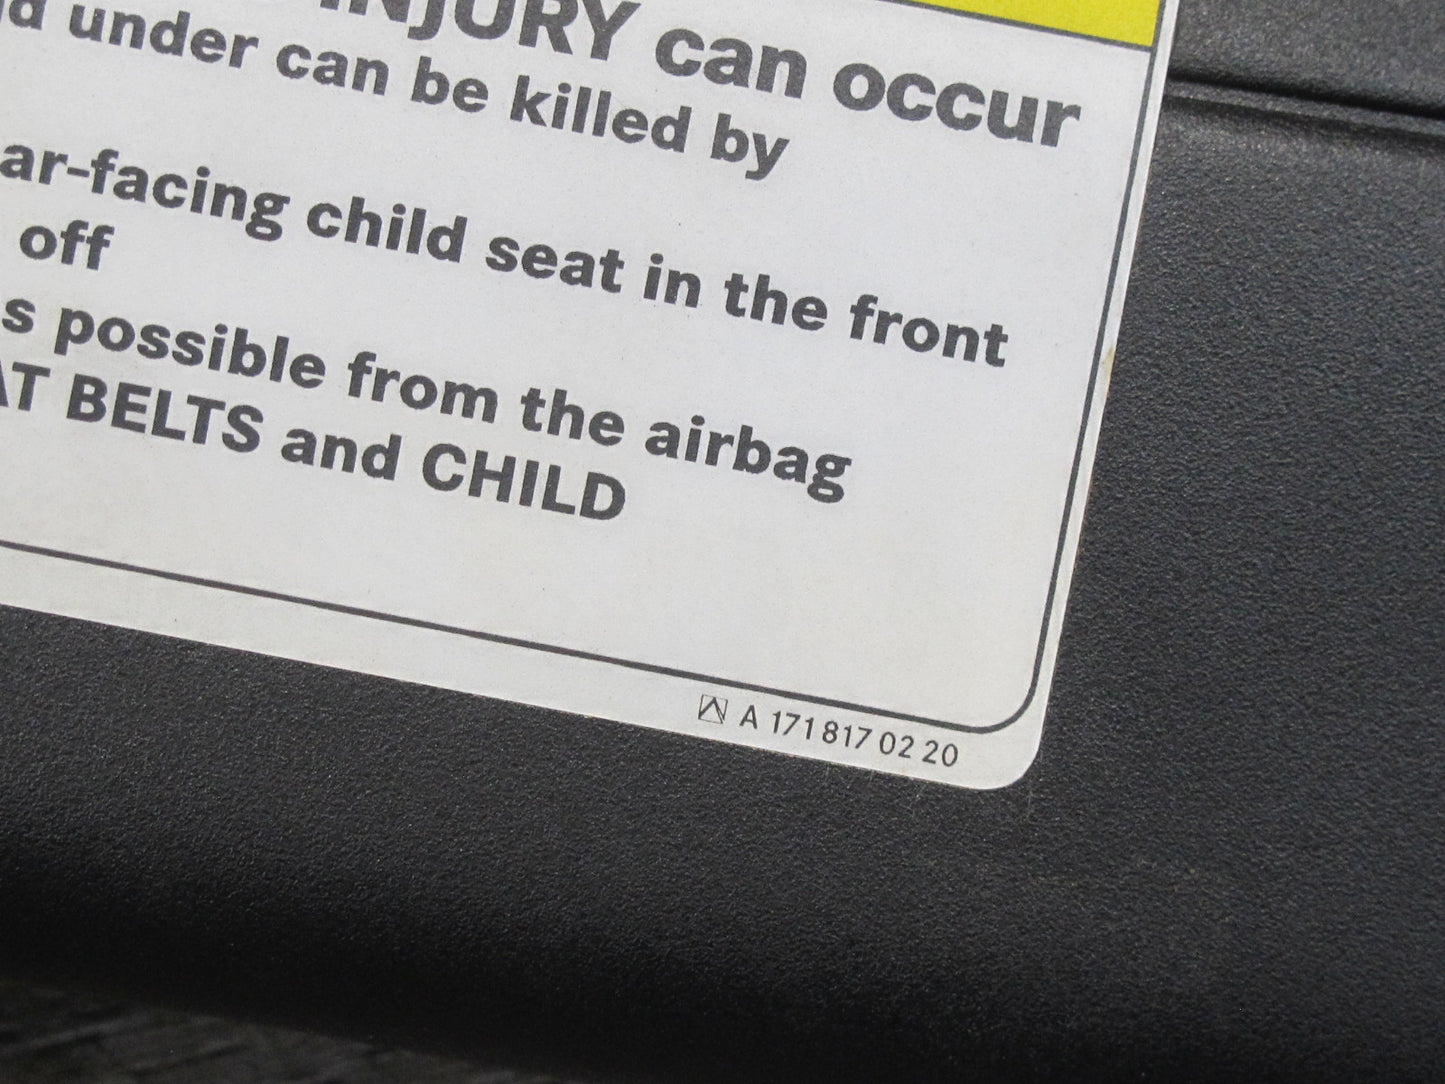 INJURY can occur
under can be killed by
ar-facing child seat in the front
off
s possible from the airbag
AT BELTS and CHILD
A 171 817 02 20